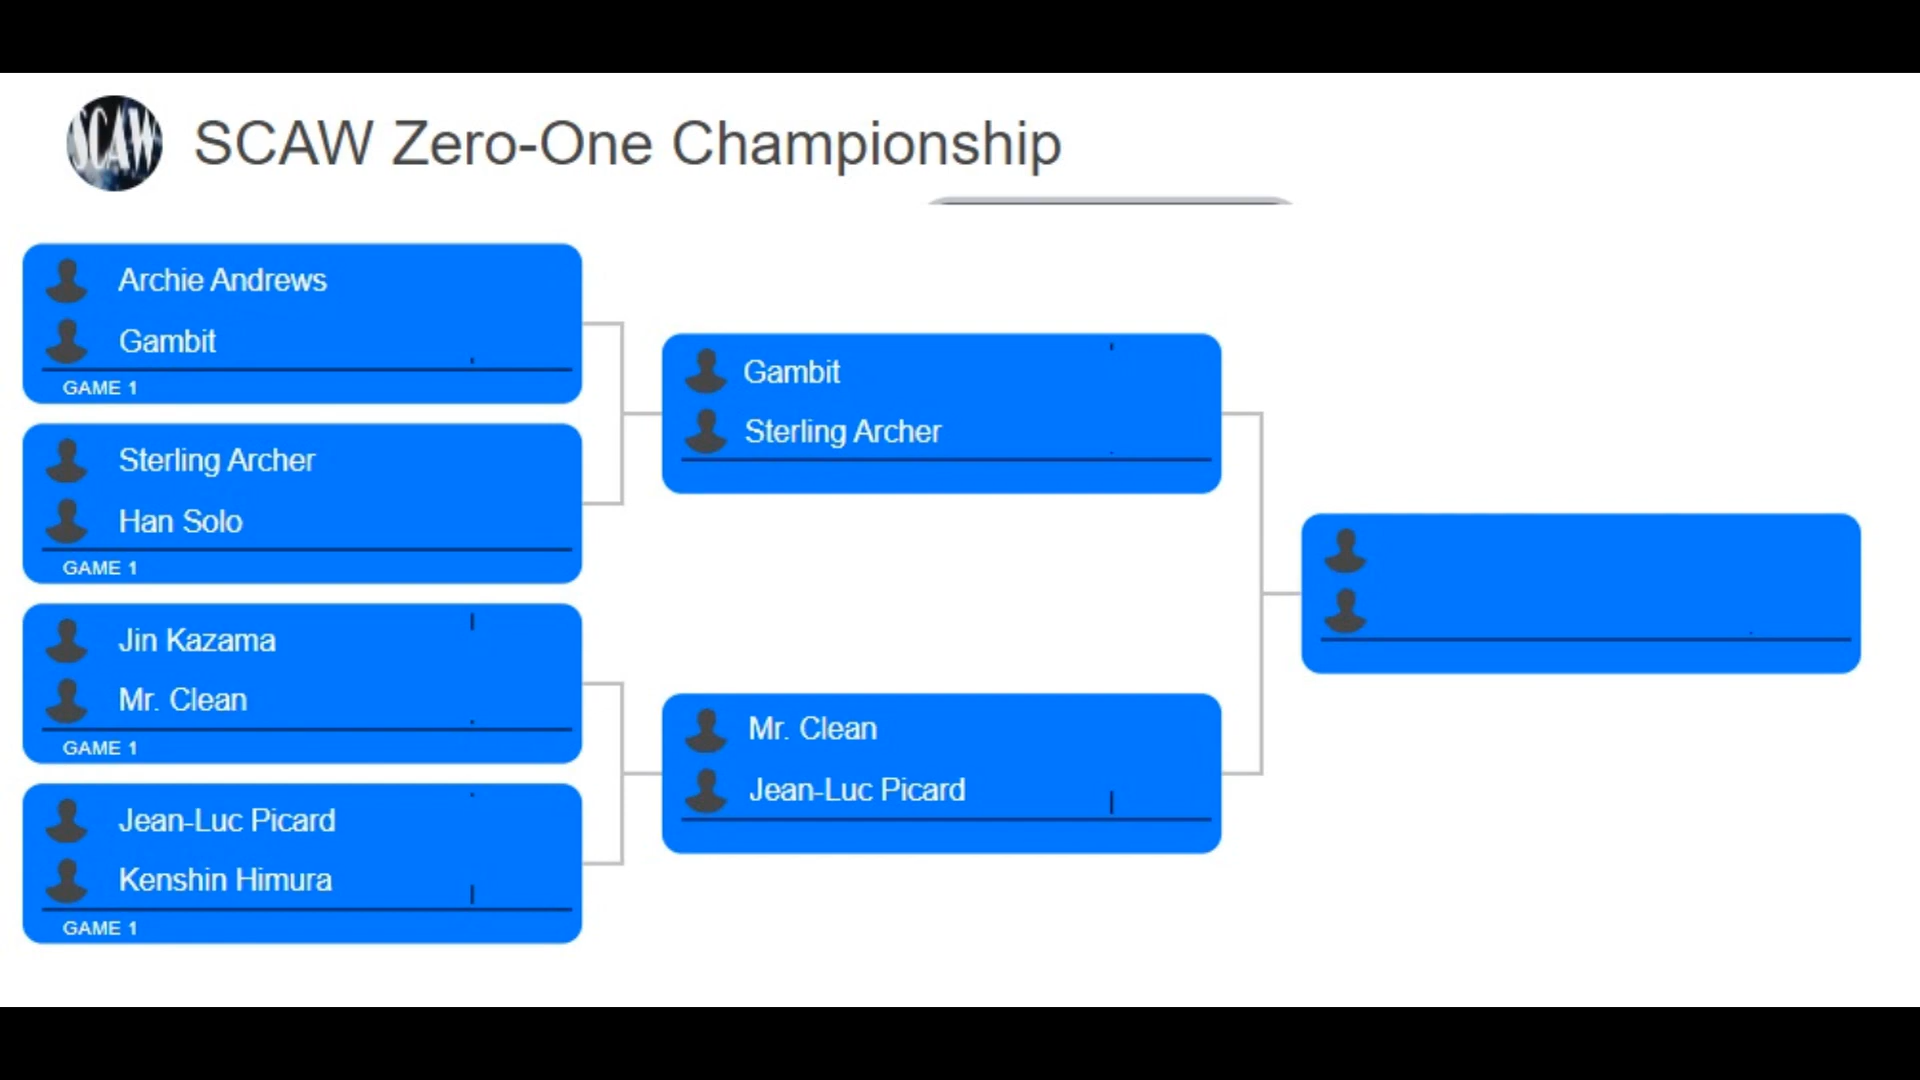 SCAW
SCAW Zero-One Championship
Archie Andrews
Gambit
GAME 1
Sterling Archer
Han Solo
GAME 1
Jin Kazama
Mr. Clean
GAME 1
Jean-Luc Picard
Kenshin Himura
GAME 1
Gambit
Sterling Archer
Mr. Clean
Jean-Luc Picard